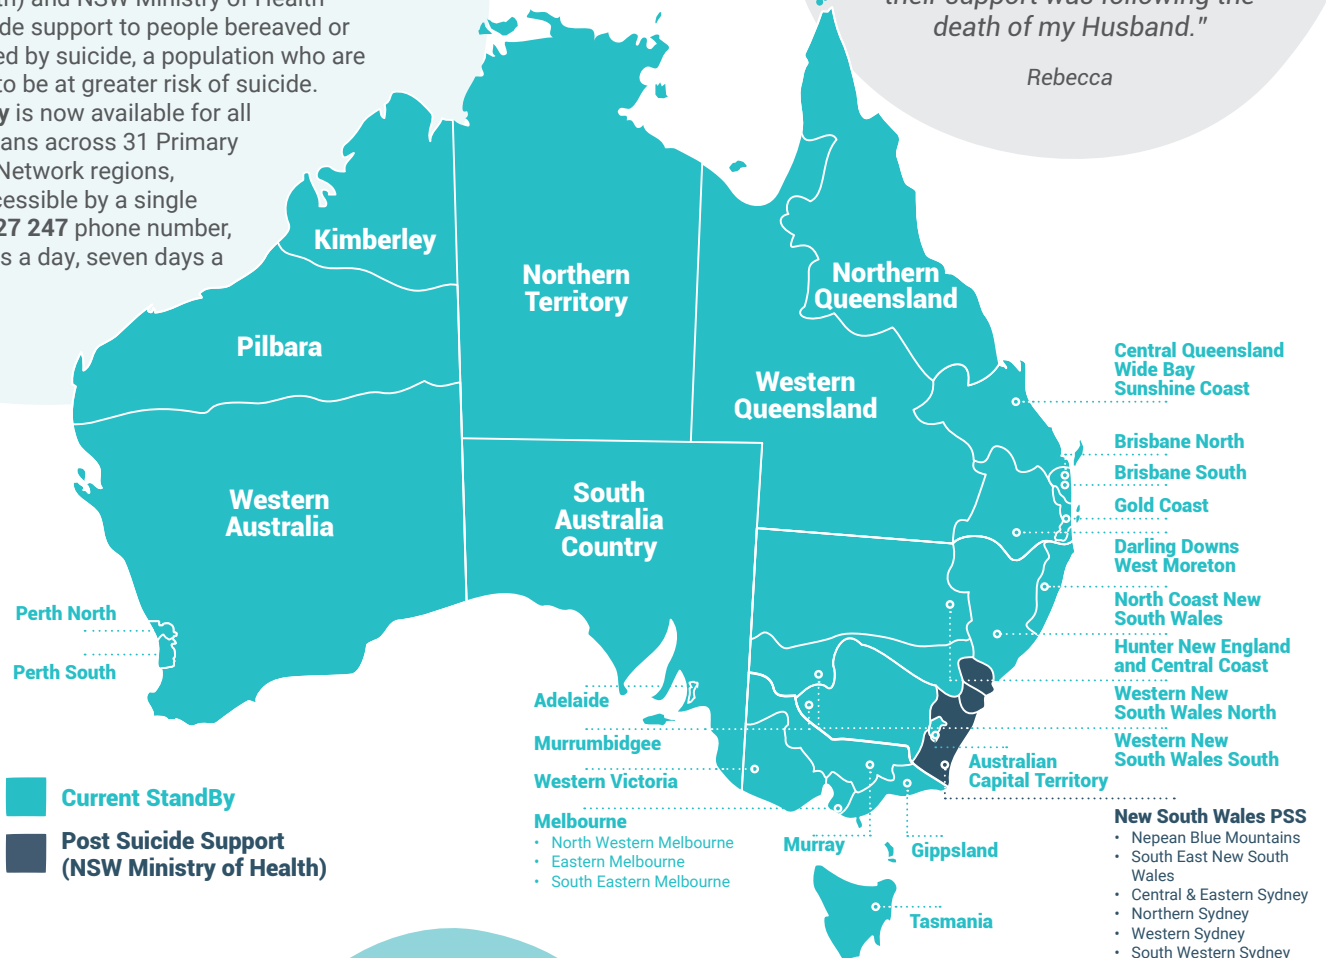 th) and NSW Ministry of Health
de support to people bereaved or
ed by suicide, a population who are
to be at greater risk of suicide.
y is now available for all
ans across 31 Primary
Network regions,
cessible by a single
27 247 phone number,
s a day, seven days a
their support was following the
death of my Husband."
Rebecca
Kimberley
Northern
Territory
Northern
Queensland
Pilbara
Western
Queensland
Western
Australia
South
Australia
Country
Perth North
Perth South
Central Queensland
Wide Bay
Sunshine Coast
Brisbane North
Brisbane South
Gold Coast
Darling Downs
West Moreton
North Coast New
South Wales
Hunter New England
and Central Coast
Western New
South Wales North
Western New
South Wales South
Australian
Capital Territory
Adelaide
Murrumbidgee
Western Victoria
Melbourne
• North Western Melbourne
• Eastern Melbourne
• South Eastern Melbourne
Murray
Gippsland
Tasmania
New South Wales PSS
• Nepean Blue Mountains
• South East New South
Wales
• Central & Eastern Sydney
• Northern Sydney
• Western Sydney
• South Western Sydney
Current StandBy
Post Suicide Support
(NSW Ministry of Health)